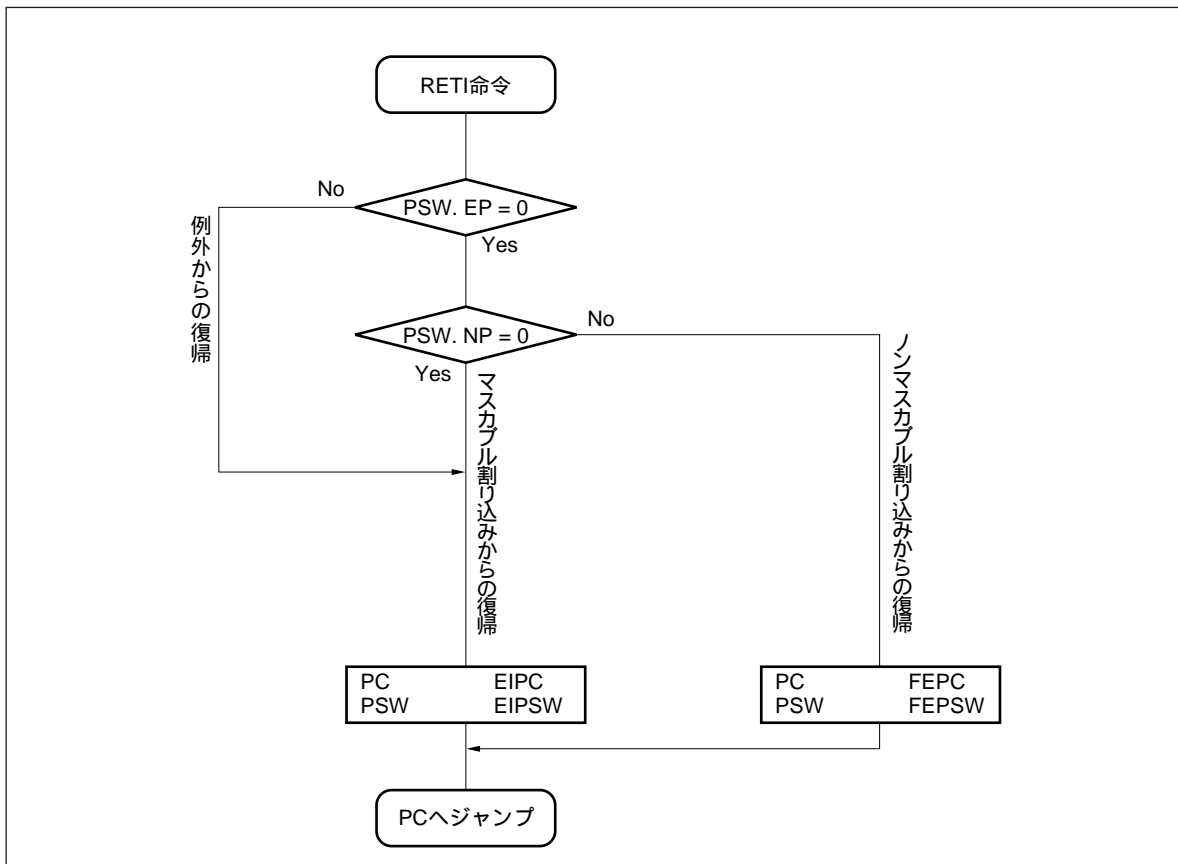 RETI命令
No
PSW. EP = 0
Yes
例外からの復帰
PSW. NP = 0
No
Yes
マスカブル割り込みからの復帰
ノンマスカブル割り込みからの復帰
PC EIPC
PSW EIPSW
PC FEPC
PSW FEPSW
PCへジャンプ